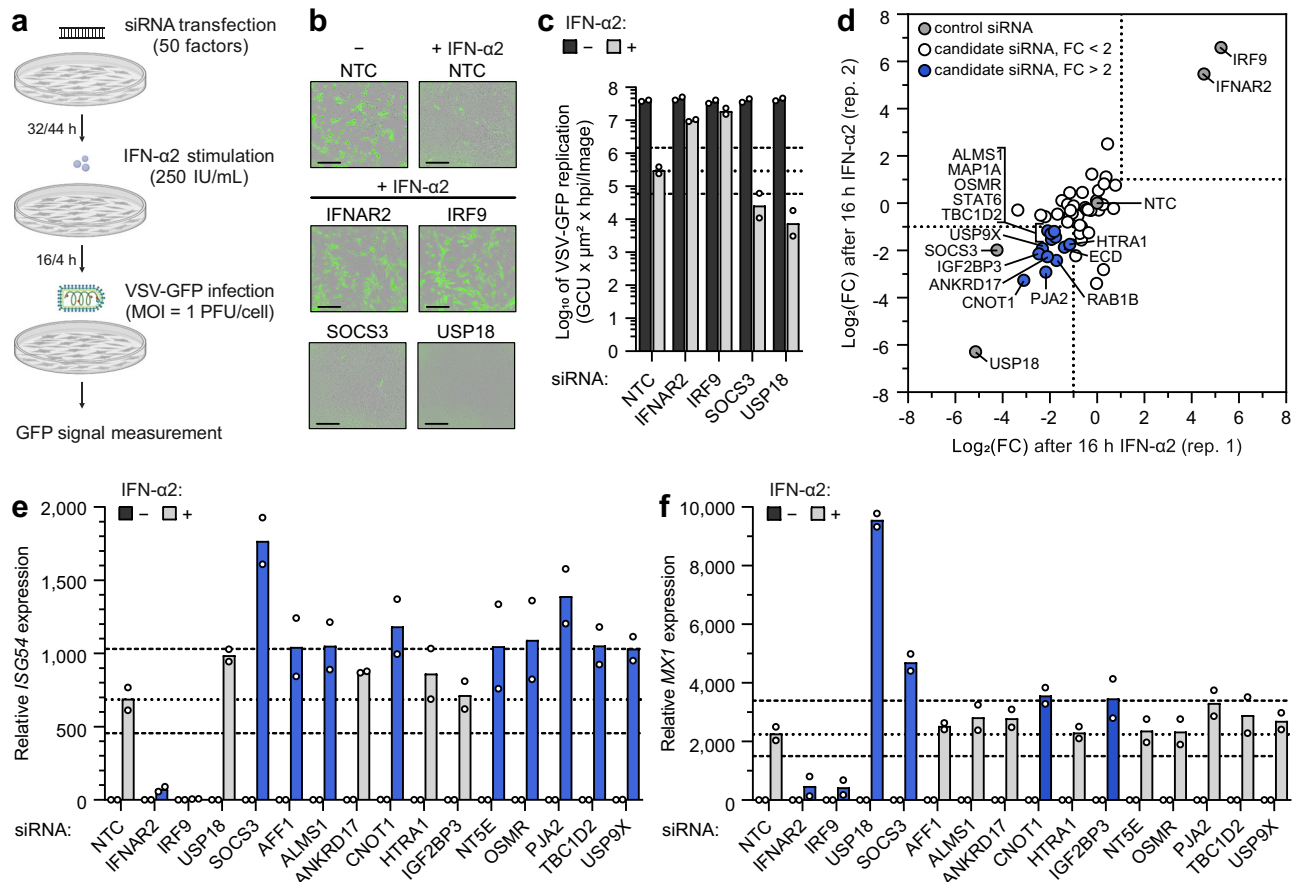 a
siRNA transfection
(50 factors)
32/44 h
IFN-α2 stimulation
(250 IU/mL)
16/4 h
VSV-GFP infection
(MOI = 1 PFU/cell)
GFP signal measurement
b
– + IFN-α2
NTC NTC
+ IFN-α2
IFNAR2 IRF9
SOCS3 USP18
c
IFN-α2:
– +
Log₁₀ of VSV-GFP replication
(GCU x µm² x hpi/Image)
8
7
6
5
4
3
2
1
0
siRNA:
NTC
IFNAR2
IRF9
SOCS3
USP18
d
control siRNA
candidate siRNA, FC < 2
candidate siRNA, FC > 2
Log₂(FC) after 16 h IFN-α2 (rep. 2)
8
6
4
2
0
-2
-4
-6
-8
IRF9
IFNAR2
ALMS1
MAP1A
OSMR
STAT6
TBC1D2
USP9X
SOCS3
IGF2BP3
ANKRD17
CNOT1
NTC
HTRA1
ECD
RAB1B
PJA2
USP18
-8 -6 -4 -2 0 2 4 6 8
Log₂(FC) after 16 h IFN-α2 (rep. 1)
e
IFN-α2:
– +
Relative ISG54 expression
2,000
1,500
1,000
500
0
siRNA:
NTC
IFNAR2
IRF9
USP18
SOCS3
AFF1
ALMS1
ANKRD17
CNOT1
HTRA1
IGF2BP3
NT5E
OSMR
PJA2
TBC1D2
USP9X
f
IFN-α2:
– +
Relative MX1 expression
10,000
8,000
6,000
4,000
2,000
0
siRNA:
NTC
IFNAR2
IRF9
USP18
SOCS3
AFF1
ALMS1
ANKRD17
CNOT1
HTRA1
IGF2BP3
NT5E
OSMR
PJA2
TBC1D2
USP9X